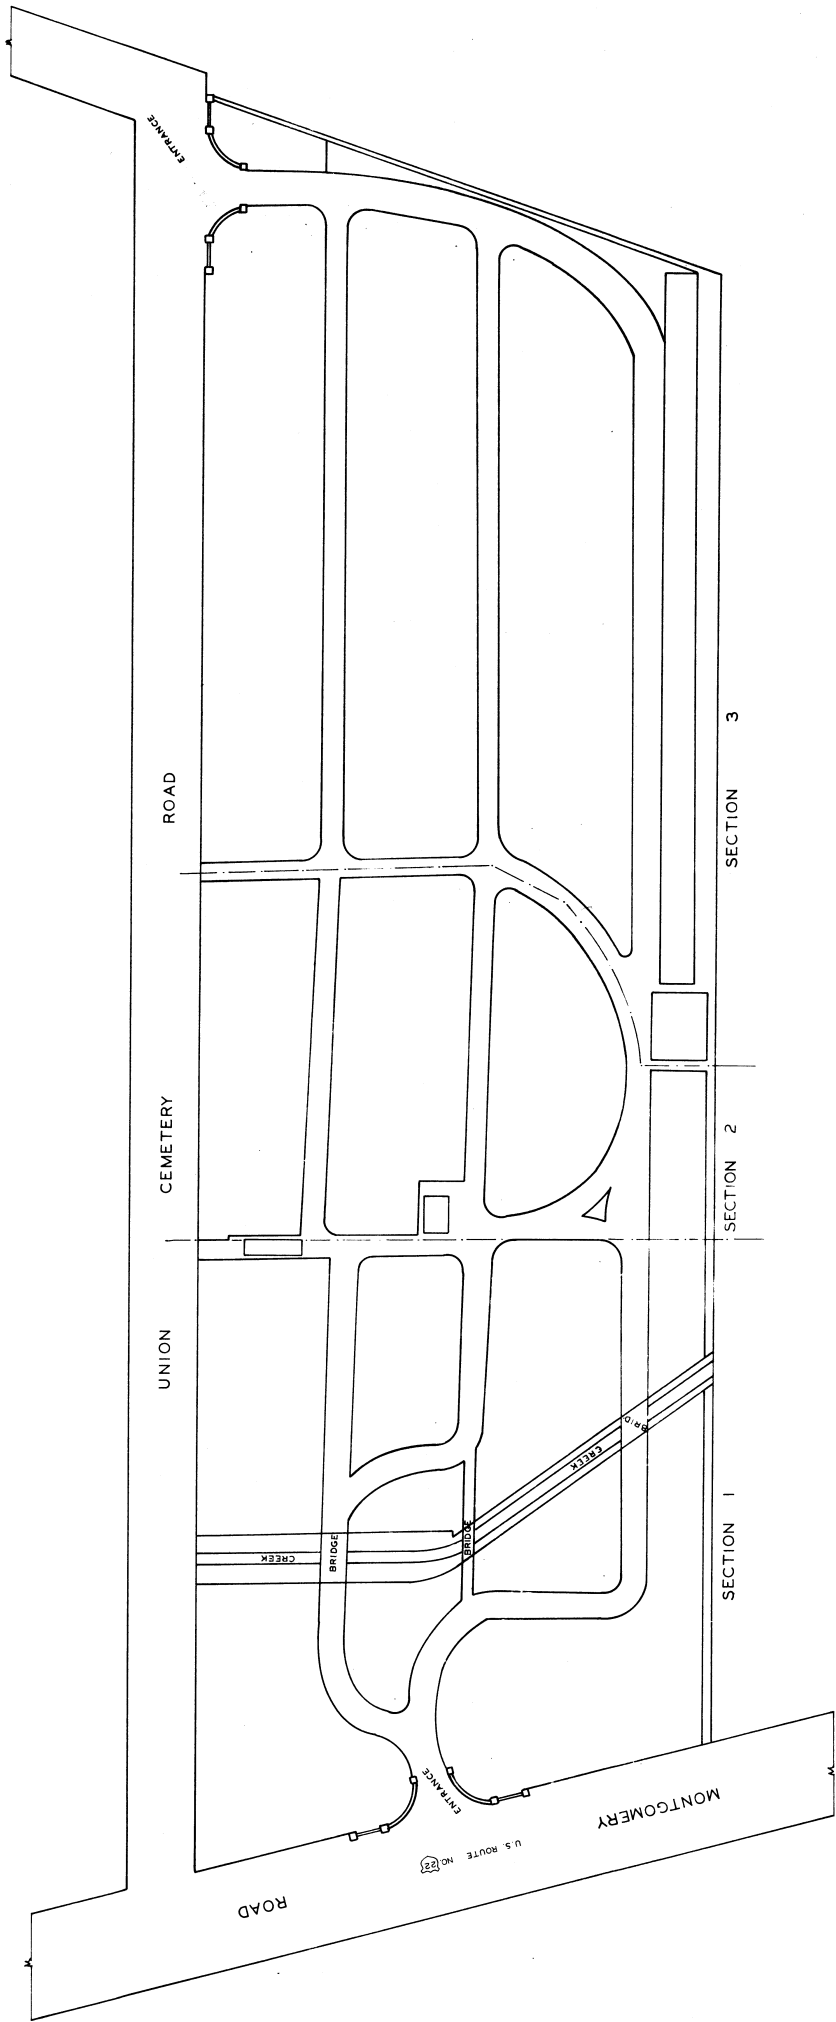 ENTRANCE
UNION CEMETERY ROAD
SECTION 3
SECTION 2
SECTION 1
BRID
CREEK
BRIDGE
BRIDGE
CREEK
ENTRANCE
MONTGOMERY ROAD
U.S. ROUTE NO. 22